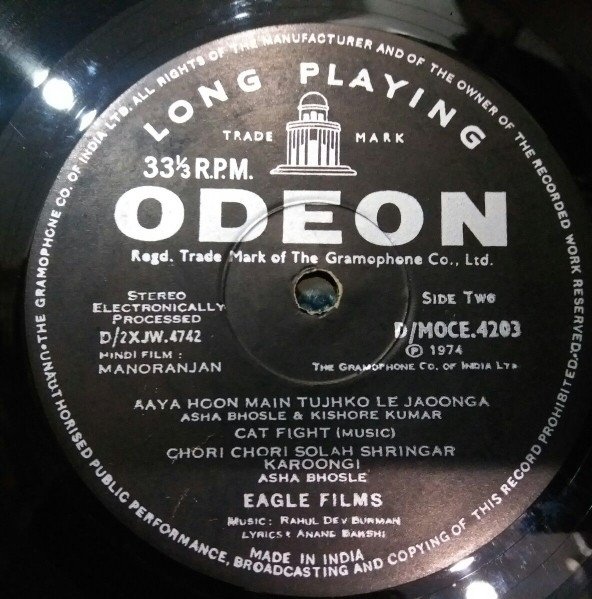 UNAUTHORISED PUBLIC PERFORMANCE, BROADCASTING AND COPYING OF THIS RECORD PROHIBITED. • THE GRAMOPHONE CO. OF INDIA LTD. ALL RIGHTS OF THE MANUFACTURER AND OF THE OWNER OF THE RECORDED WORK RESERVED.
LONG PLAYING
TRADE MARK
33⅓ R.P.M.
ODEON
Regd. Trade Mark of The Gramophone Co., Ltd.
STEREO
ELECTRONICALLY
PROCESSED
D/2XJW.4742
HINDI FILM :
MANORANJAN
SIDE TWO
D/MOCE.4203
℗ 1974
THE GRAMOPHONE CO. OF INDIA LTD
AAYA HOON MAIN TUJHKO LE JAOONGA
ASHA BHOSLE & KISHORE KUMAR
CAT FIGHT (MUSIC)
CHORI CHORI SOLAH SHRINGAR
KAROONGI
ASHA BHOSLE
EAGLE FILMS
MUSIC: RAHUL DEV BURMAN
LYRICS: ANAND BAKSHI
MADE IN INDIA